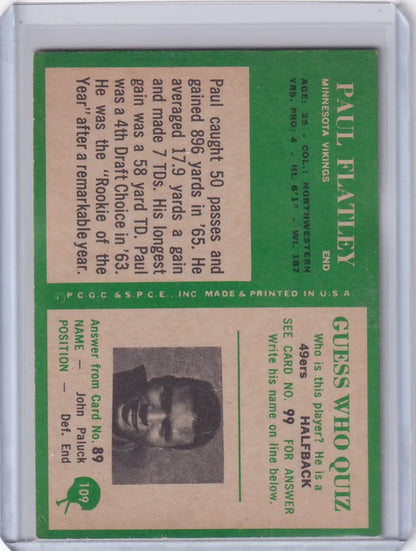 PAUL FLATLEY
MINNESOTA VIKINGS END
AGE: 25 - COL.: NORTHWESTERN
YRS. PRO: 4 - Ht. 6'1" - Wt. 187
Paul caught 50 passes and
gained 896 yards in '65. He
averaged 17.9 yards a gain
and made 7 TDs. His longest
gain was a 58 yard TD. Paul
was a 4th Draft Choice in '63.
He was the "Rookie of the
Year" after a remarkable year.
© P.C.G.C & S.P.C.E., INC MADE & PRINTED IN U.S.A.
GUESS WHO QUIZ
Who is this player? He is a
49ers HALFBACK
SEE CARD NO. 99 FOR ANSWER
Write his name on line below.
Answer from Card No. 89
NAME — John Paluck
POSITION — Def. End
109